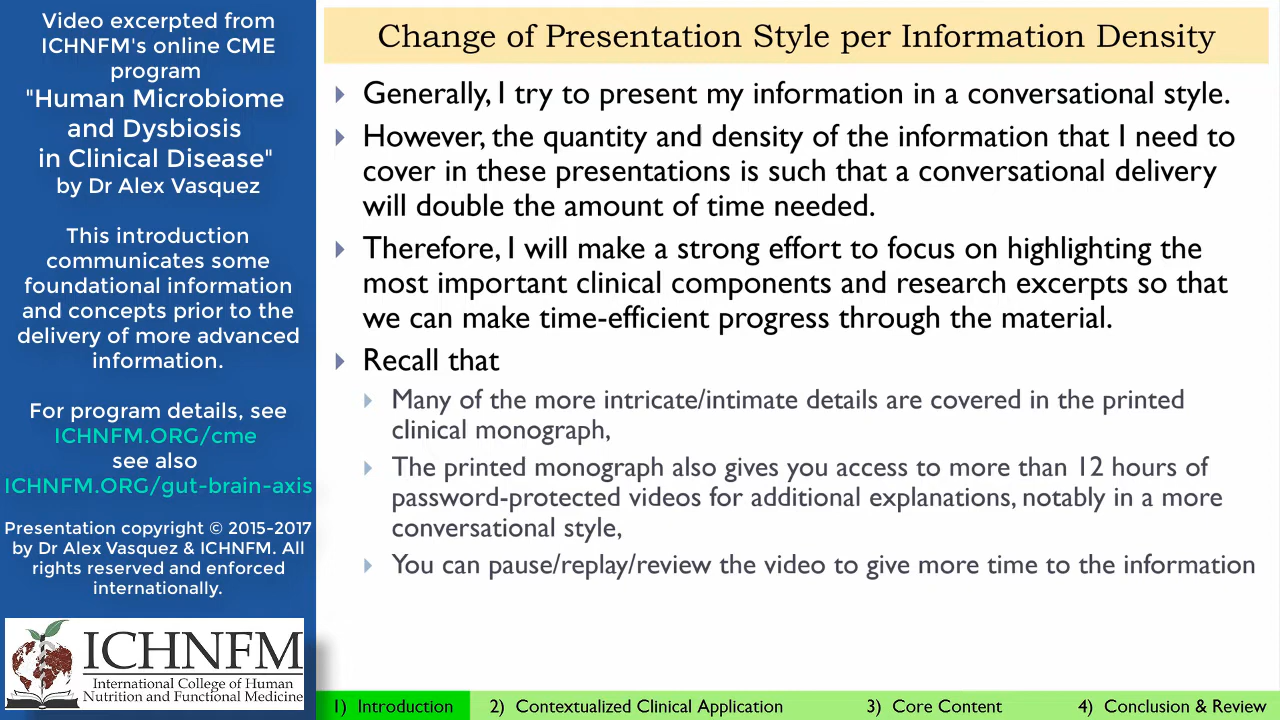 Video excerpted from
ICHNFM's online CME
program
"Human Microbiome
and Dysbiosis
in Clinical Disease"
by Dr Alex Vasquez
This introduction
communicates some
foundational information
and concepts prior to the
delivery of more advanced
information.
For program details, see
ICHNFM.ORG/cme
see also
ICHNFM.ORG/gut-brain-axis
Presentation copyright © 2015-2017
by Dr Alex Vasquez & ICHNFM. All
rights reserved and enforced
internationally.
ICHNFM
International College of Human
Nutrition and Functional Medicine
Change of Presentation Style per Information Density
Generally, I try to present my information in a conversational style.
However, the quantity and density of the information that I need to
cover in these presentations is such that a conversational delivery
will double the amount of time needed.
Therefore, I will make a strong effort to focus on highlighting the
most important clinical components and research excerpts so that
we can make time-efficient progress through the material.
Recall that
Many of the more intricate/intimate details are covered in the printed
clinical monograph,
The printed monograph also gives you access to more than 12 hours of
password-protected videos for additional explanations, notably in a more
conversational style,
You can pause/replay/review the video to give more time to the information
1) Introduction 2) Contextualized Clinical Application 3) Core Content 4) Conclusion & Review